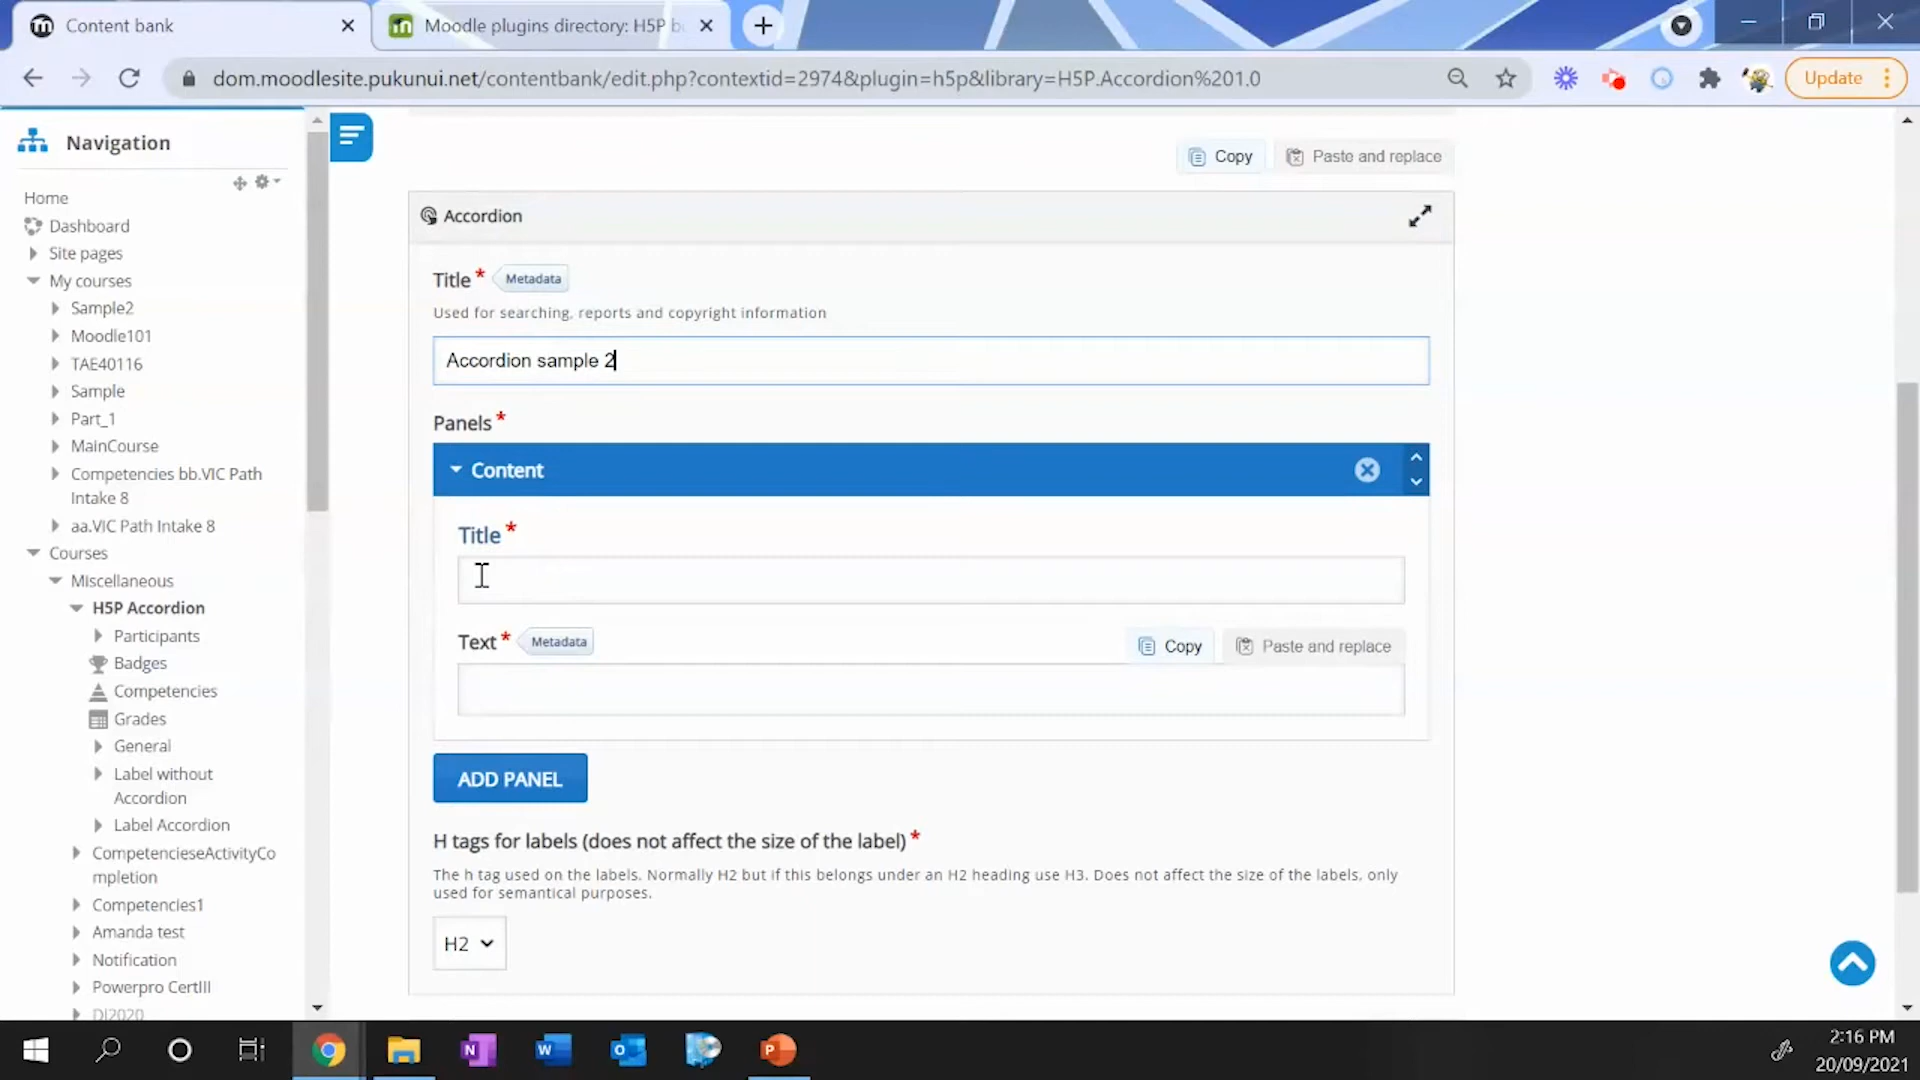 Content bank
Moodle plugins directory: H5P b
dom.moodlesite.pukunui.net/contentbank/edit.php?contextid=2974&plugin=h5p&library=H5P.Accordion%201.0
Update
Navigation
Home
Dashboard
Site pages
My courses
Sample2
Moodle101
TAE40116
Sample
Part_1
MainCourse
Competencies bb.VIC Path
Intake 8
aa.VIC Path Intake 8
Courses
Miscellaneous
H5P Accordion
Participants
Badges
Competencies
Grades
General
Label without
Accordion
Label Accordion
CompetencieseActivityCo
mpletion
Competencies1
Amanda test
Notification
Powerpro CertIII
DI2020
Copy
Paste and replace
Accordion
Title *
Metadata
Used for searching, reports and copyright information
Accordion sample 2
Panels *
Content
Title *
Text *
Metadata
Copy
Paste and replace
ADD PANEL
H tags for labels (does not affect the size of the label) *
The h tag used on the labels. Normally H2 but if this belongs under an H2 heading use H3. Does not affect the size of the labels, only
used for semantical purposes.
H2
2:16 PM
20/09/2021